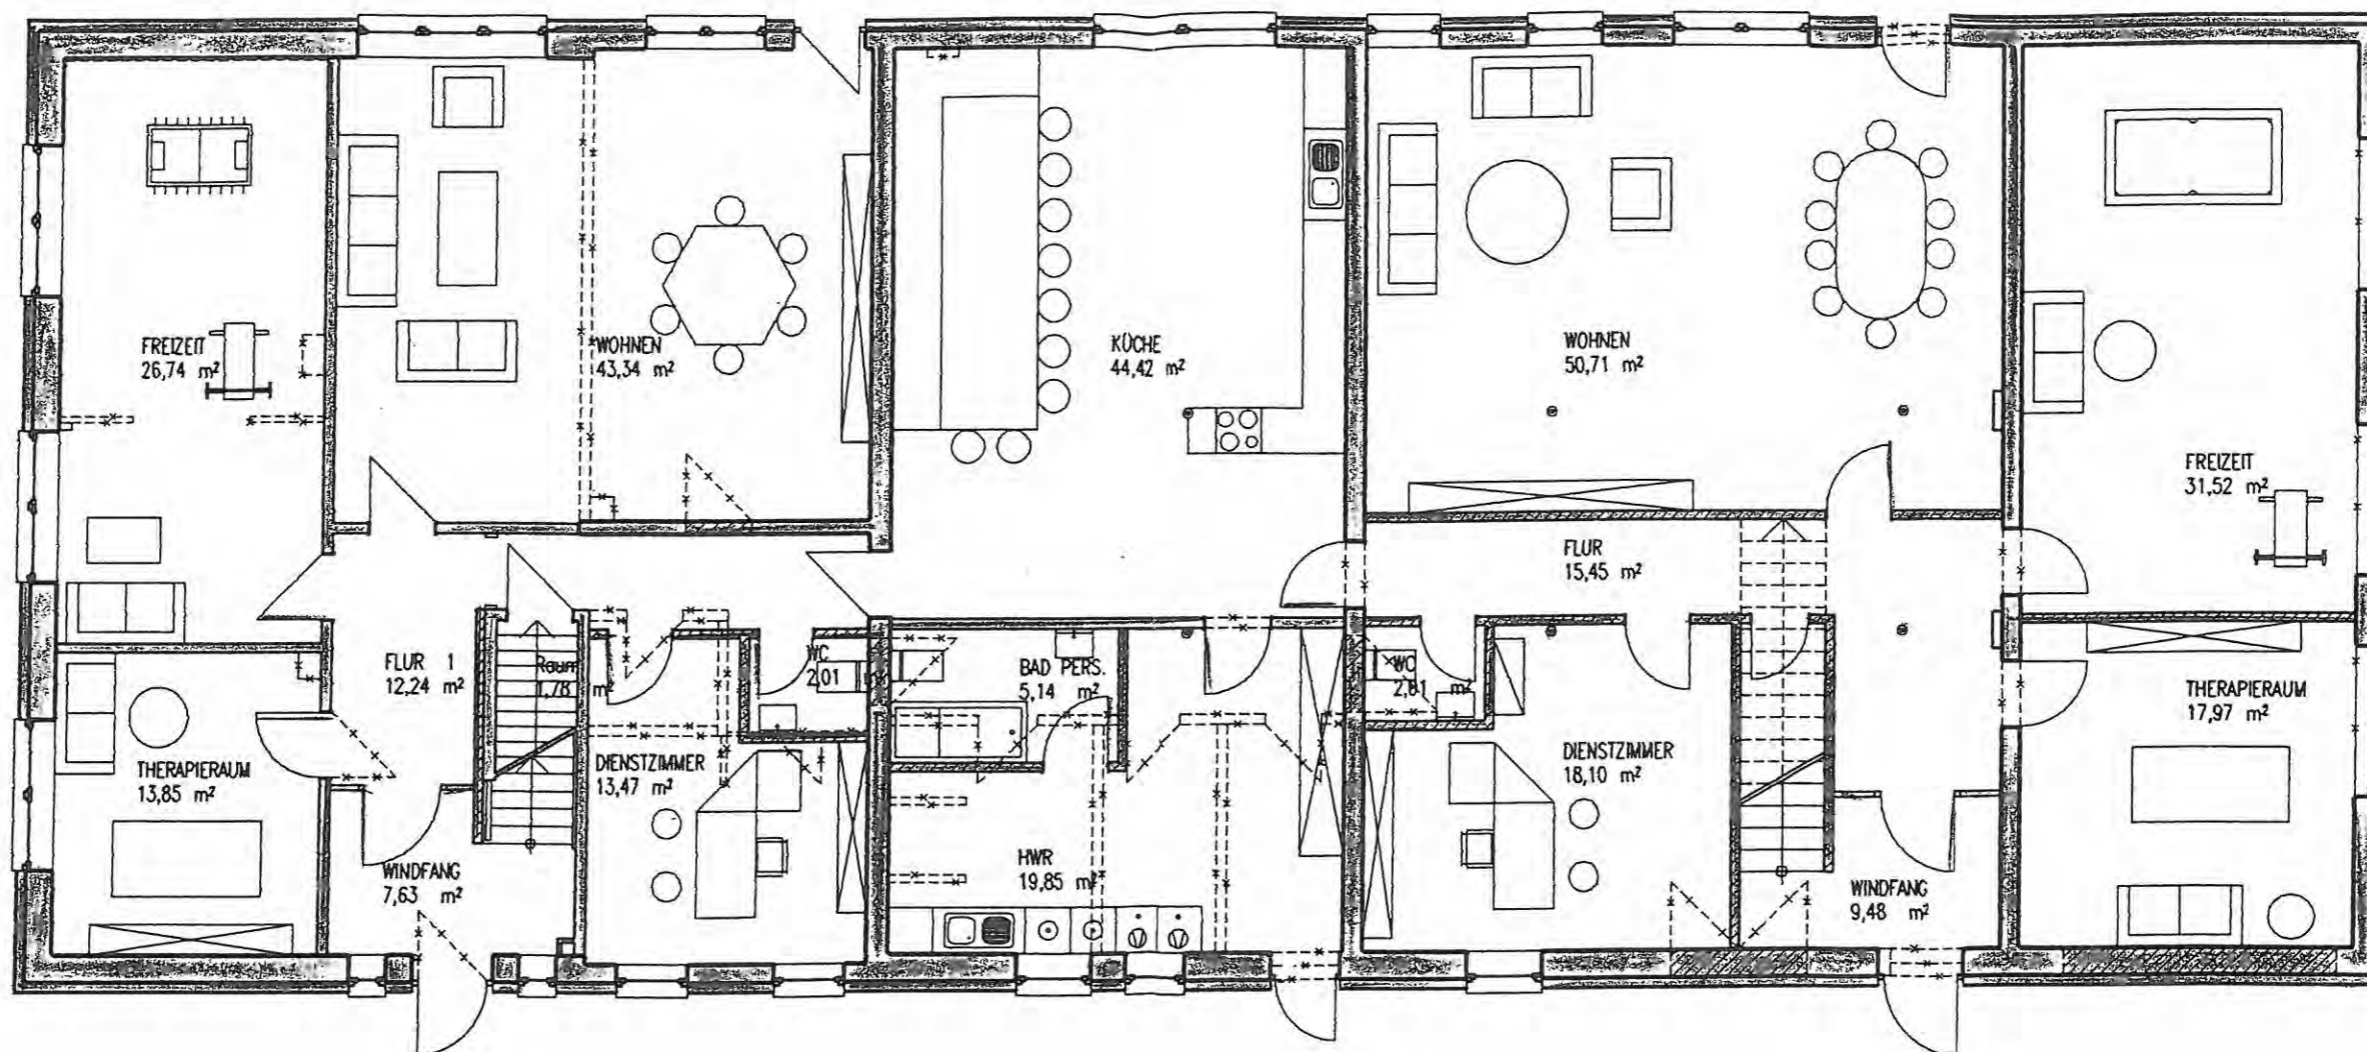 FREIZEIT
26,74 m²
WOHNEN
43,34 m²
KÜCHE
44,42 m²
WOHNEN
50,71 m²
FREIZEIT
31,52 m²
FLUR
15,45 m²
FLUR 1
12,24 m²
Raum
1,78 m²
WC
2,01
BAD PERS.
5,14 m²
WC
2,01 m²
THERAPIERAUM
17,97 m²
THERAPIERAUM
13,85 m²
DIENSTZIMMER
13,47 m²
DIENSTZIMMER
18,10 m²
WINDFANG
7,63 m²
HWR
19,85 m²
WINDFANG
9,48 m²